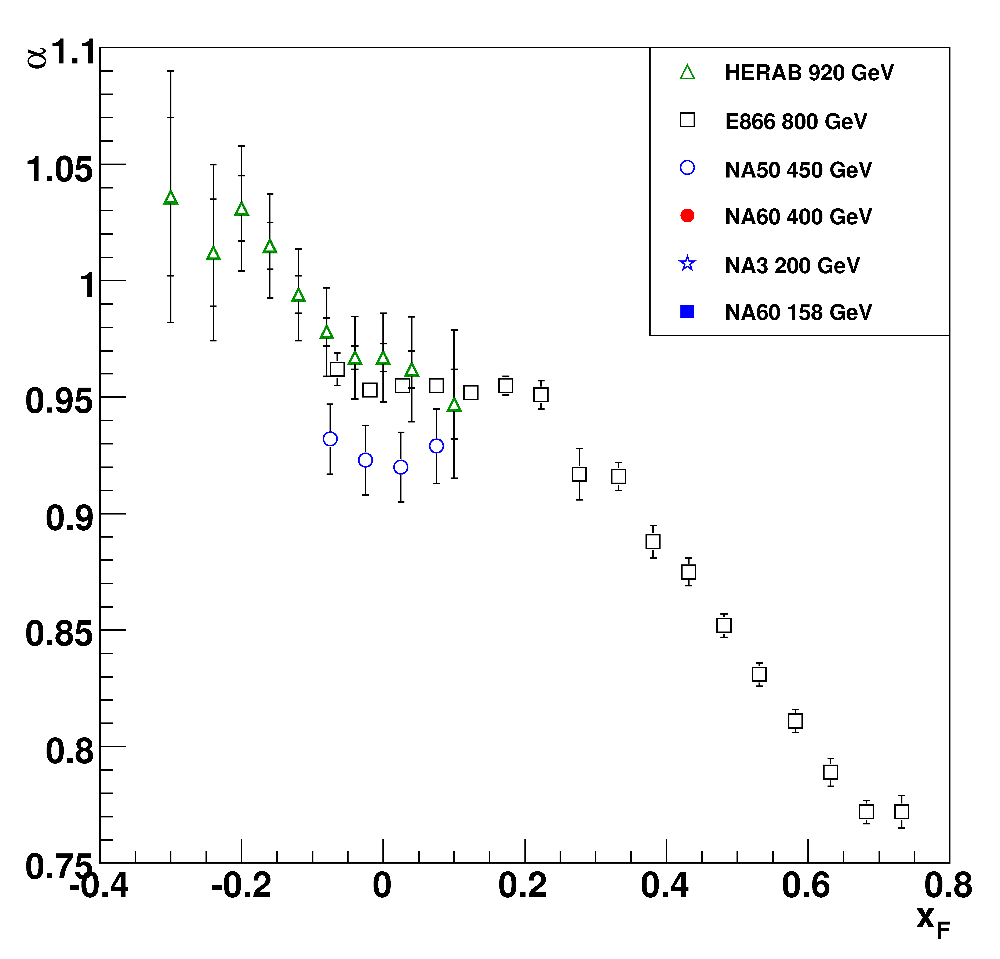 α
1.1
1.05
1
0.95
0.9
0.85
0.8
0.75
HERAB 920 GeV
E866 800 GeV
NA50 450 GeV
NA60 400 GeV
NA3 200 GeV
NA60 158 GeV
-0.4 -0.2 0 0.2 0.4 0.6 0.8
xF